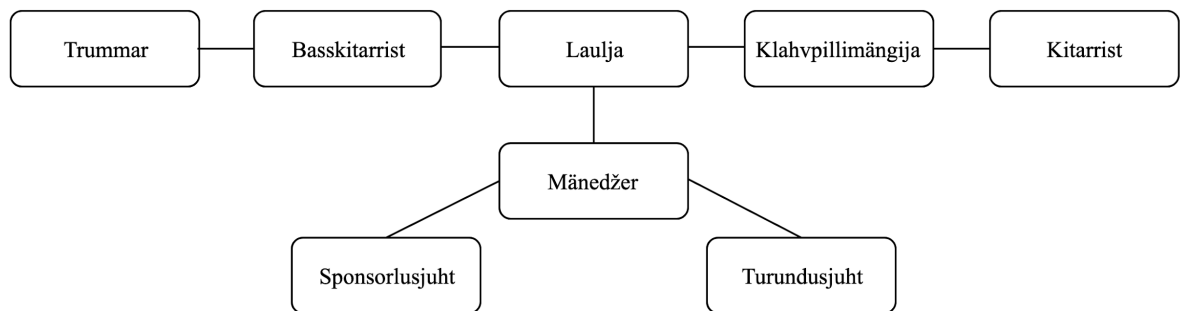 Trummar
Basskitarrist
Laulja
Klahvpillimängija
Kitarrist
Mänedžer
Sponsorlusjuht
Turundusjuht